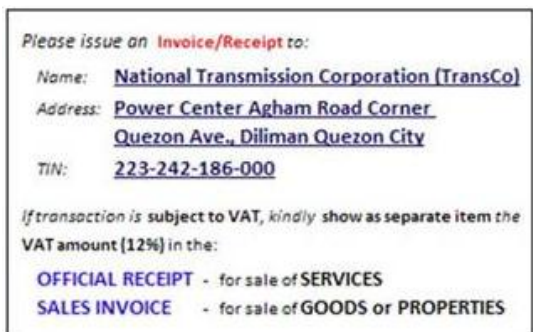 Please issue an Invoice/Receipt to:
Name: National Transmission Corporation (TransCo)
Address: Power Center Agham Road Corner
Quezon Ave., Diliman Quezon City
TIN: 223-242-186-000
If transaction is subject to VAT, kindly show as separate item the
VAT amount (12%) in the:
OFFICIAL RECEIPT - for sale of SERVICES
SALES INVOICE - for sale of GOODS or PROPERTIES